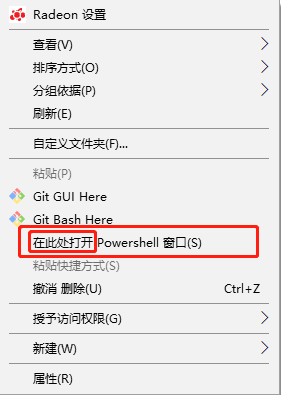 Radeon 设置
查看(V)
排序方式(O)
分组依据(P)
刷新(E)
自定义文件夹(F)...
粘贴(P)
Git GUI Here
Git Bash Here
在此处打开 Powershell 窗口(S)
粘贴快捷方式(S)
撤消 删除(U) Ctrl+Z
授予访问权限(G)
新建(W)
属性(R)